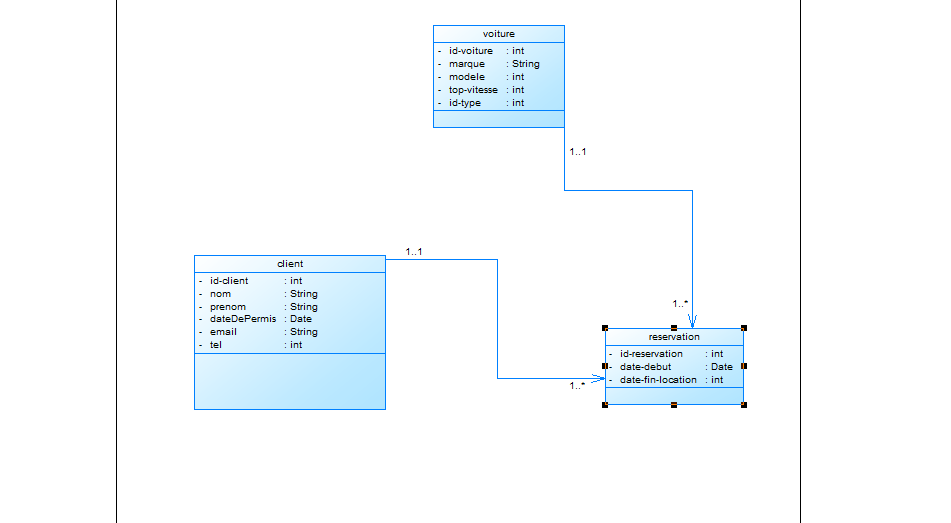 voiture
- id-voiture : int
- marque : String
- modele : int
- top-vitesse : int
- id-type : int
1..1
1..1
client
- id-client : int
- nom : String
- prenom : String
- dateDePermis : Date
- email : String
- tel : int
1..*
reservation
- id-reservation : int
- date-debut : Date
- date-fin-location : int
1..*